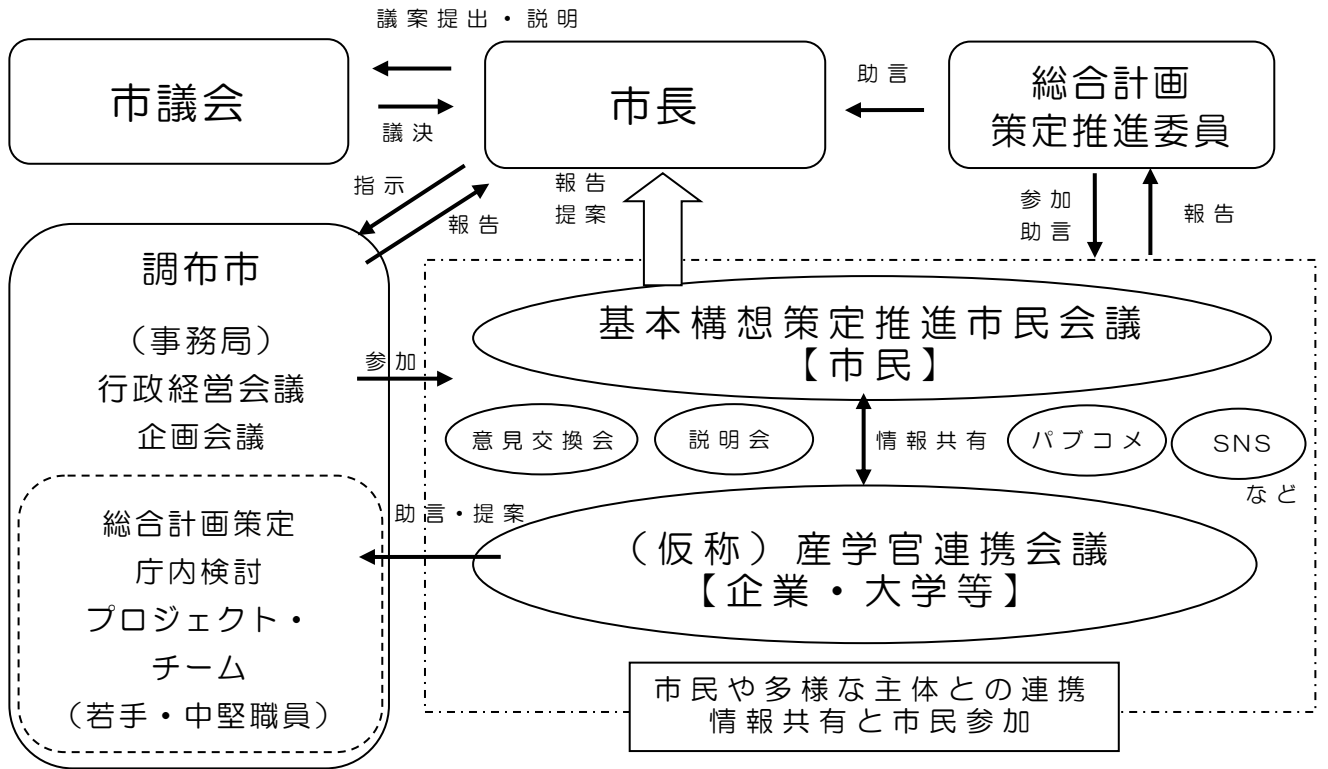 議案提出・説明
市議会
市長
総合計画
策定推進委員
助言
議決
指示
報告
報告
提案
参加
助言
報告
調布市
（事務局）
行政経営会議
企画会議
参加
基本構想策定推進市民会議
【市民】
意見交換会
説明会
情報共有
パブコメ
SNS
など
総合計画策定
庁内検討
プロジェクト・
チーム
（若手・中堅職員）
助言・提案
（仮称）産学官連携会議
【企業・大学等】
市民や多様な主体との連携
情報共有と市民参加